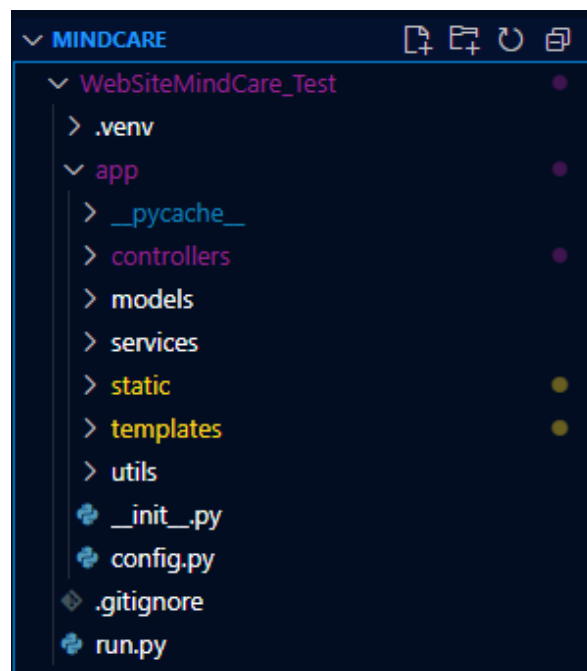 MINDCARE
WebSiteMindCare_Test
.venv
app
__pycache__
controllers
models
services
static
templates
utils
__init__.py
config.py
.gitignore
run.py